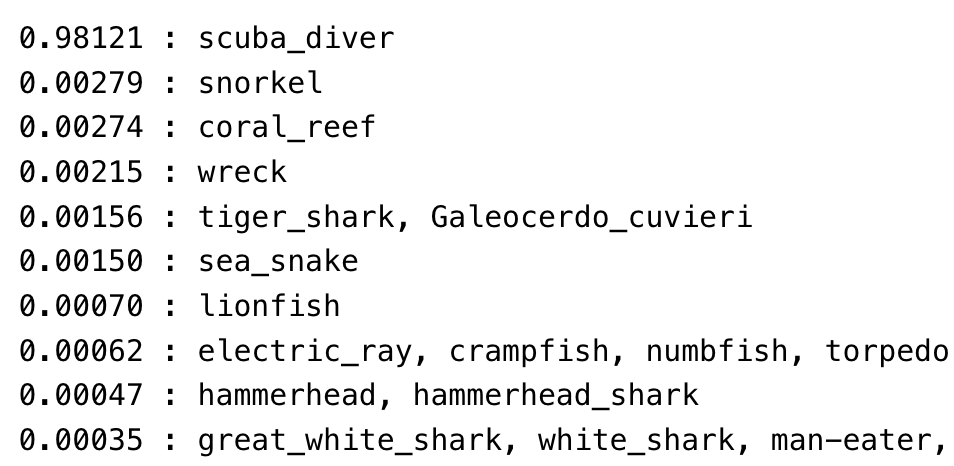 0.98121 : scuba_diver
0.00279 : snorkel
0.00274 : coral_reef
0.00215 : wreck
0.00156 : tiger_shark, Galeocerdo_cuvieri
0.00150 : sea_snake
0.00070 : lionfish
0.00062 : electric_ray, crampfish, numbfish, torpedo
0.00047 : hammerhead, hammerhead_shark
0.00035 : great_white_shark, white_shark, man-eater,